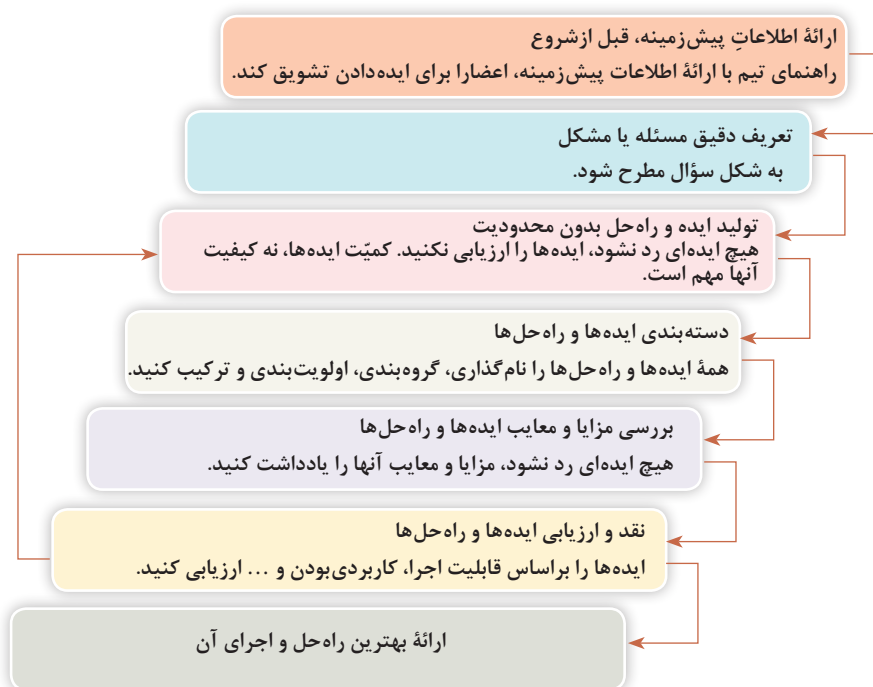 ارائهٔ اطلاعاتِ پیش‌زمینه، قبل ازشروع
راهنمای تیم با ارائهٔ اطلاعات پیش‌زمینه، اعضارا برای ایده‌دادن تشویق کند.
تعریف دقیق مسئله یا مشکل
به شکل سؤال مطرح شود.
تولید ایده و راه‌حل بدون محدودیت
هیچ ایده‌ای رد نشود، ایده‌ها را ارزیابی نکنید. کمیّت ایده‌ها، نه کیفیت
آنها مهم است.
دسته‌بندی ایده‌ها و راه‌حل‌ها
همهٔ ایده‌ها و راه‌حل‌ها را نام‌گذاری، گروه‌بندی، اولویت‌بندی و ترکیب کنید.
بررسی مزایا و معایب ایده‌ها و راه‌حل‌ها
هیچ ایده‌ای رد نشود، مزایا و معایب آنها را یادداشت کنید.
نقد و ارزیابی ایده‌ها و راه‌حل‌ها
ایده‌ها را براساس قابلیت اجرا، کاربردی‌بودن و ... ارزیابی کنید.
ارائهٔ بهترین راه‌حل و اجرای آن